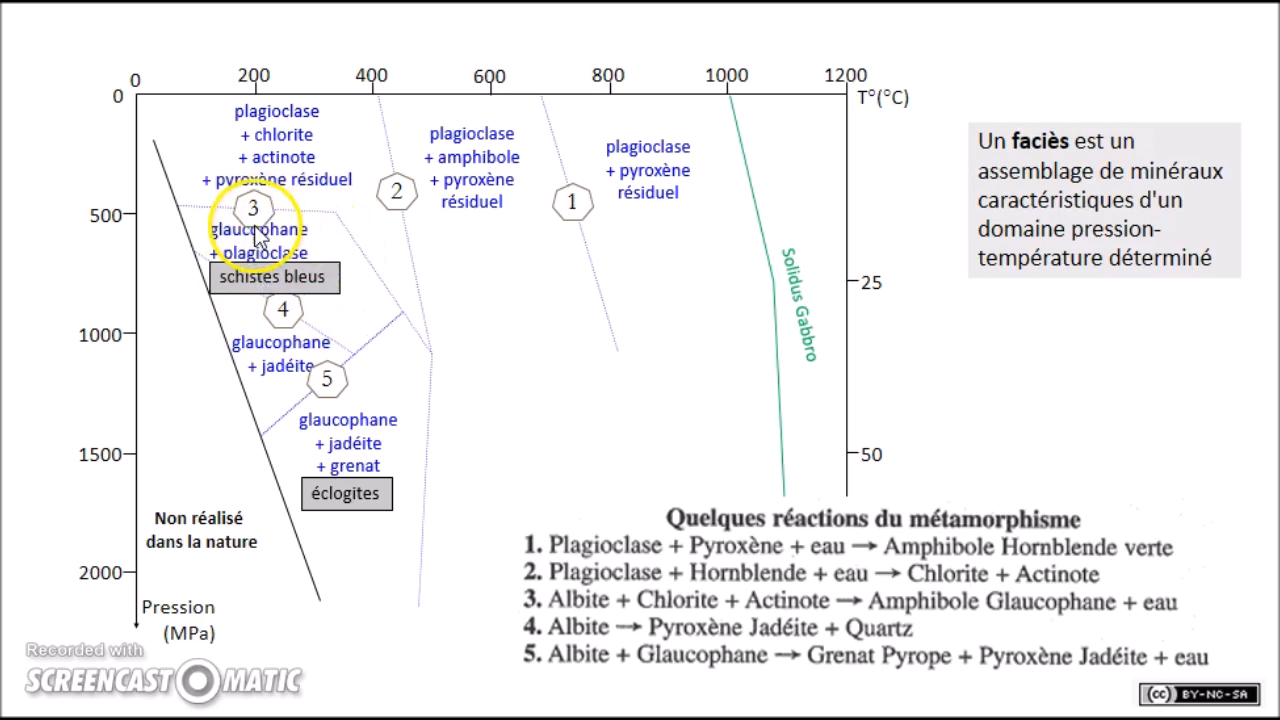 0
200
400
600
800
1000
1200
T°(°C)
0
500
1000
1500
2000
Pression
(MPa)
25
50
plagioclase
+ chlorite
+ actinote
+ pyroxène résiduel
plagioclase
+ amphibole
+ pyroxène
résiduel
plagioclase
+ pyroxène
résiduel
3
2
1
glaucophane
+ plagioclase
schistes bleus
4
glaucophane
+ jadéite
5
glaucophane
+ jadéite
+ grenat
éclogites
Non réalisé
dans la nature
Solidus Gabbro
Un faciès est un
assemblage de minéraux
caractéristiques d'un
domaine pression-
température déterminé
Quelques réactions du métamorphisme
1. Plagioclase + Pyroxène + eau → Amphibole Hornblende verte
2. Plagioclase + Hornblende + eau → Chlorite + Actinote
3. Albite + Chlorite + Actinote → Amphibole Glaucophane + eau
4. Albite → Pyroxène Jadéite + Quartz
5. Albite + Glaucophane → Grenat Pyrope + Pyroxène Jadéite + eau
Recorded with
SCREENCAST MATIC
cc BY-NC-SA